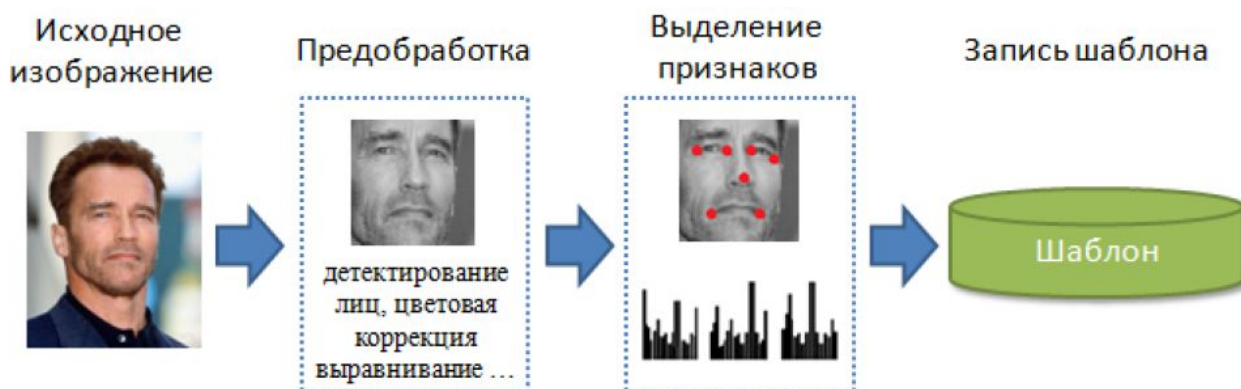 Исходное
изображение
Предобработка
детектирование
лиц, цветовая
коррекция
выравнивание ...
Выделение
признаков
Запись шаблона
Шаблон